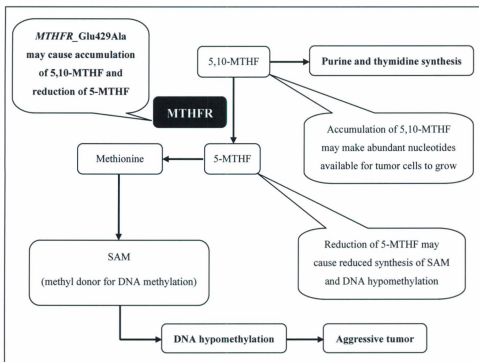 MTHFR_Glu429Ala
may cause accumulation
of 5,10-MTHF and
reduction of 5-MTHF
5,10-MTHF
Purine and thymidine synthesis
MTHFR
Accumulation of 5,10-MTHF
may make abundant nucleotides
available for tumor cells to grow
Methionine
5-MTHF
Reduction of 5-MTHF may
cause reduced synthesis of SAM
and DNA hypomethylation
SAM
(methyl donor for DNA methylation)
DNA hypomethylation
Aggressive tumor